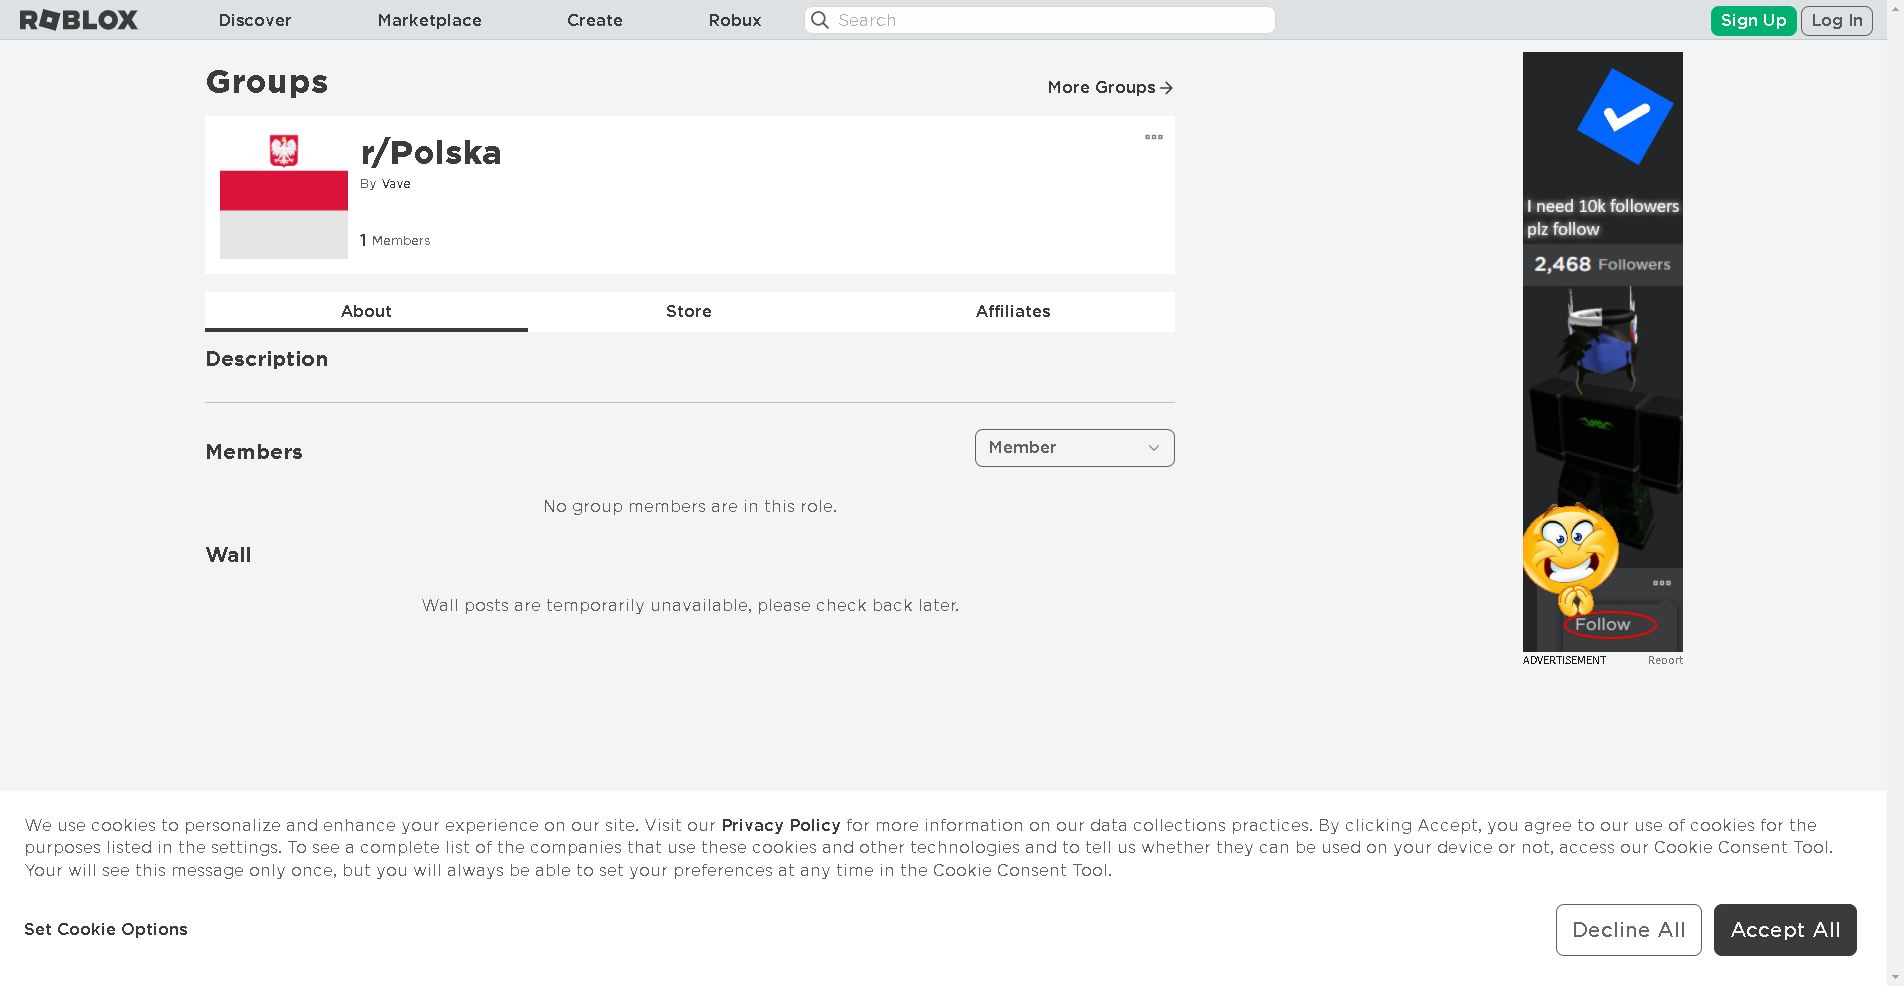 ROBLOX Discover Marketplace Create Robux Search Sign Up Log In
Groups
More Groups
r/Polska
By Vave
1 Members
About Store Affiliates
Description
Members
Member
No group members are in this role.
Wall
Wall posts are temporarily unavailable, please check back later.
I need 10k followers
plz follow
2,468 Followers
Follow
ADVERTISEMENT Report
We use cookies to personalize and enhance your experience on our site. Visit our Privacy Policy for more information on our data collections practices. By clicking Accept, you agree to our use of cookies for the
purposes listed in the settings. To see a complete list of the companies that use these cookies and other technologies and to tell us whether they can be used on your device or not, access our Cookie Consent Tool.
Your will see this message only once, but you will always be able to set your preferences at any time in the Cookie Consent Tool.
Set Cookie Options
Decline All
Accept All